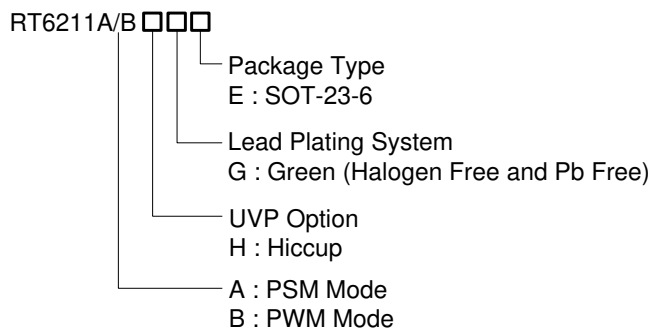 RT6211A/B
Package Type
E : SOT-23-6
Lead Plating System
G : Green (Halogen Free and Pb Free)
UVP Option
H : Hiccup
A : PSM Mode
B : PWM Mode